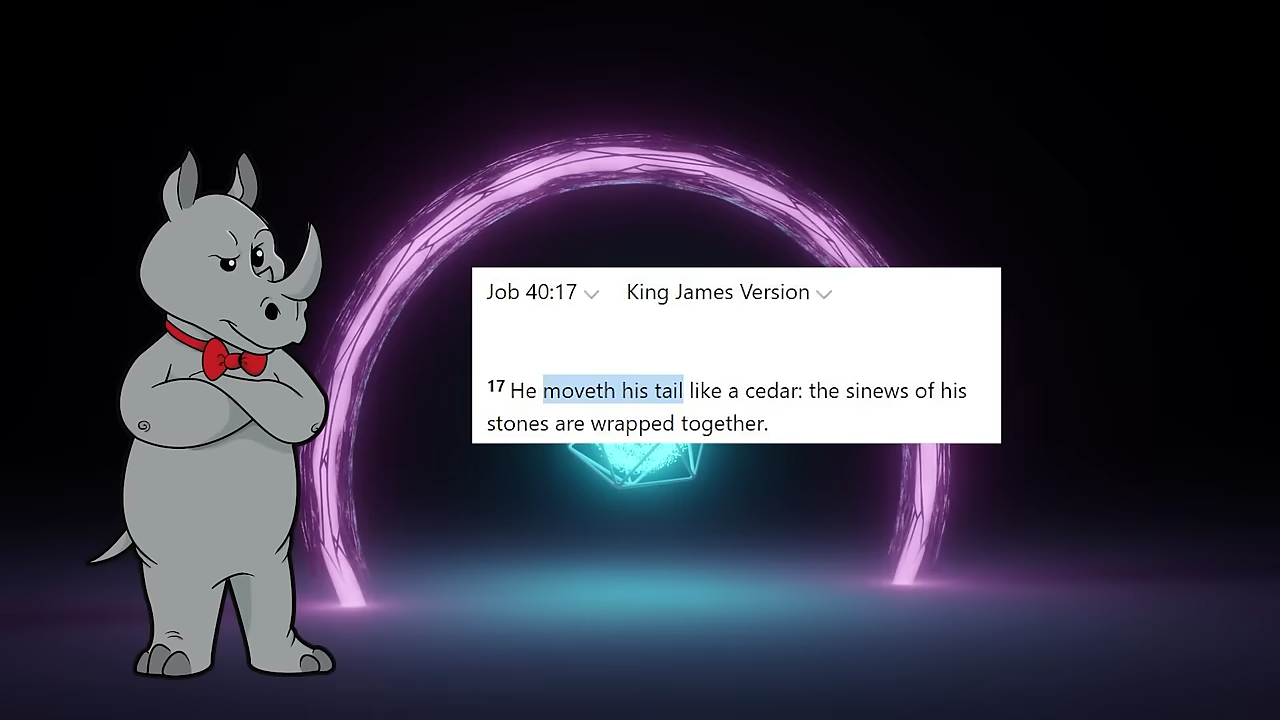 Job 40:17 King James Version
17 He moveth his tail like a cedar: the sinews of his
stones are wrapped together.